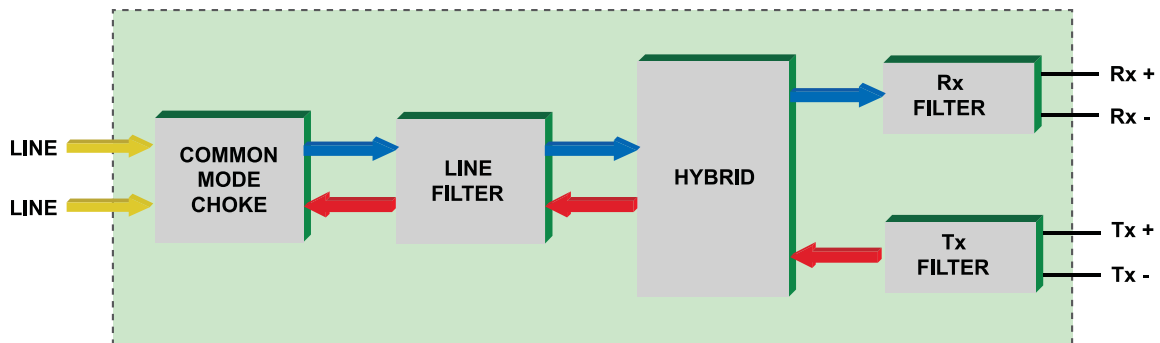 LINE
LINE
COMMON
MODE
CHOKE
LINE
FILTER
HYBRID
Rx
FILTER
Rx +
Rx -
Tx
FILTER
Tx +
Tx -